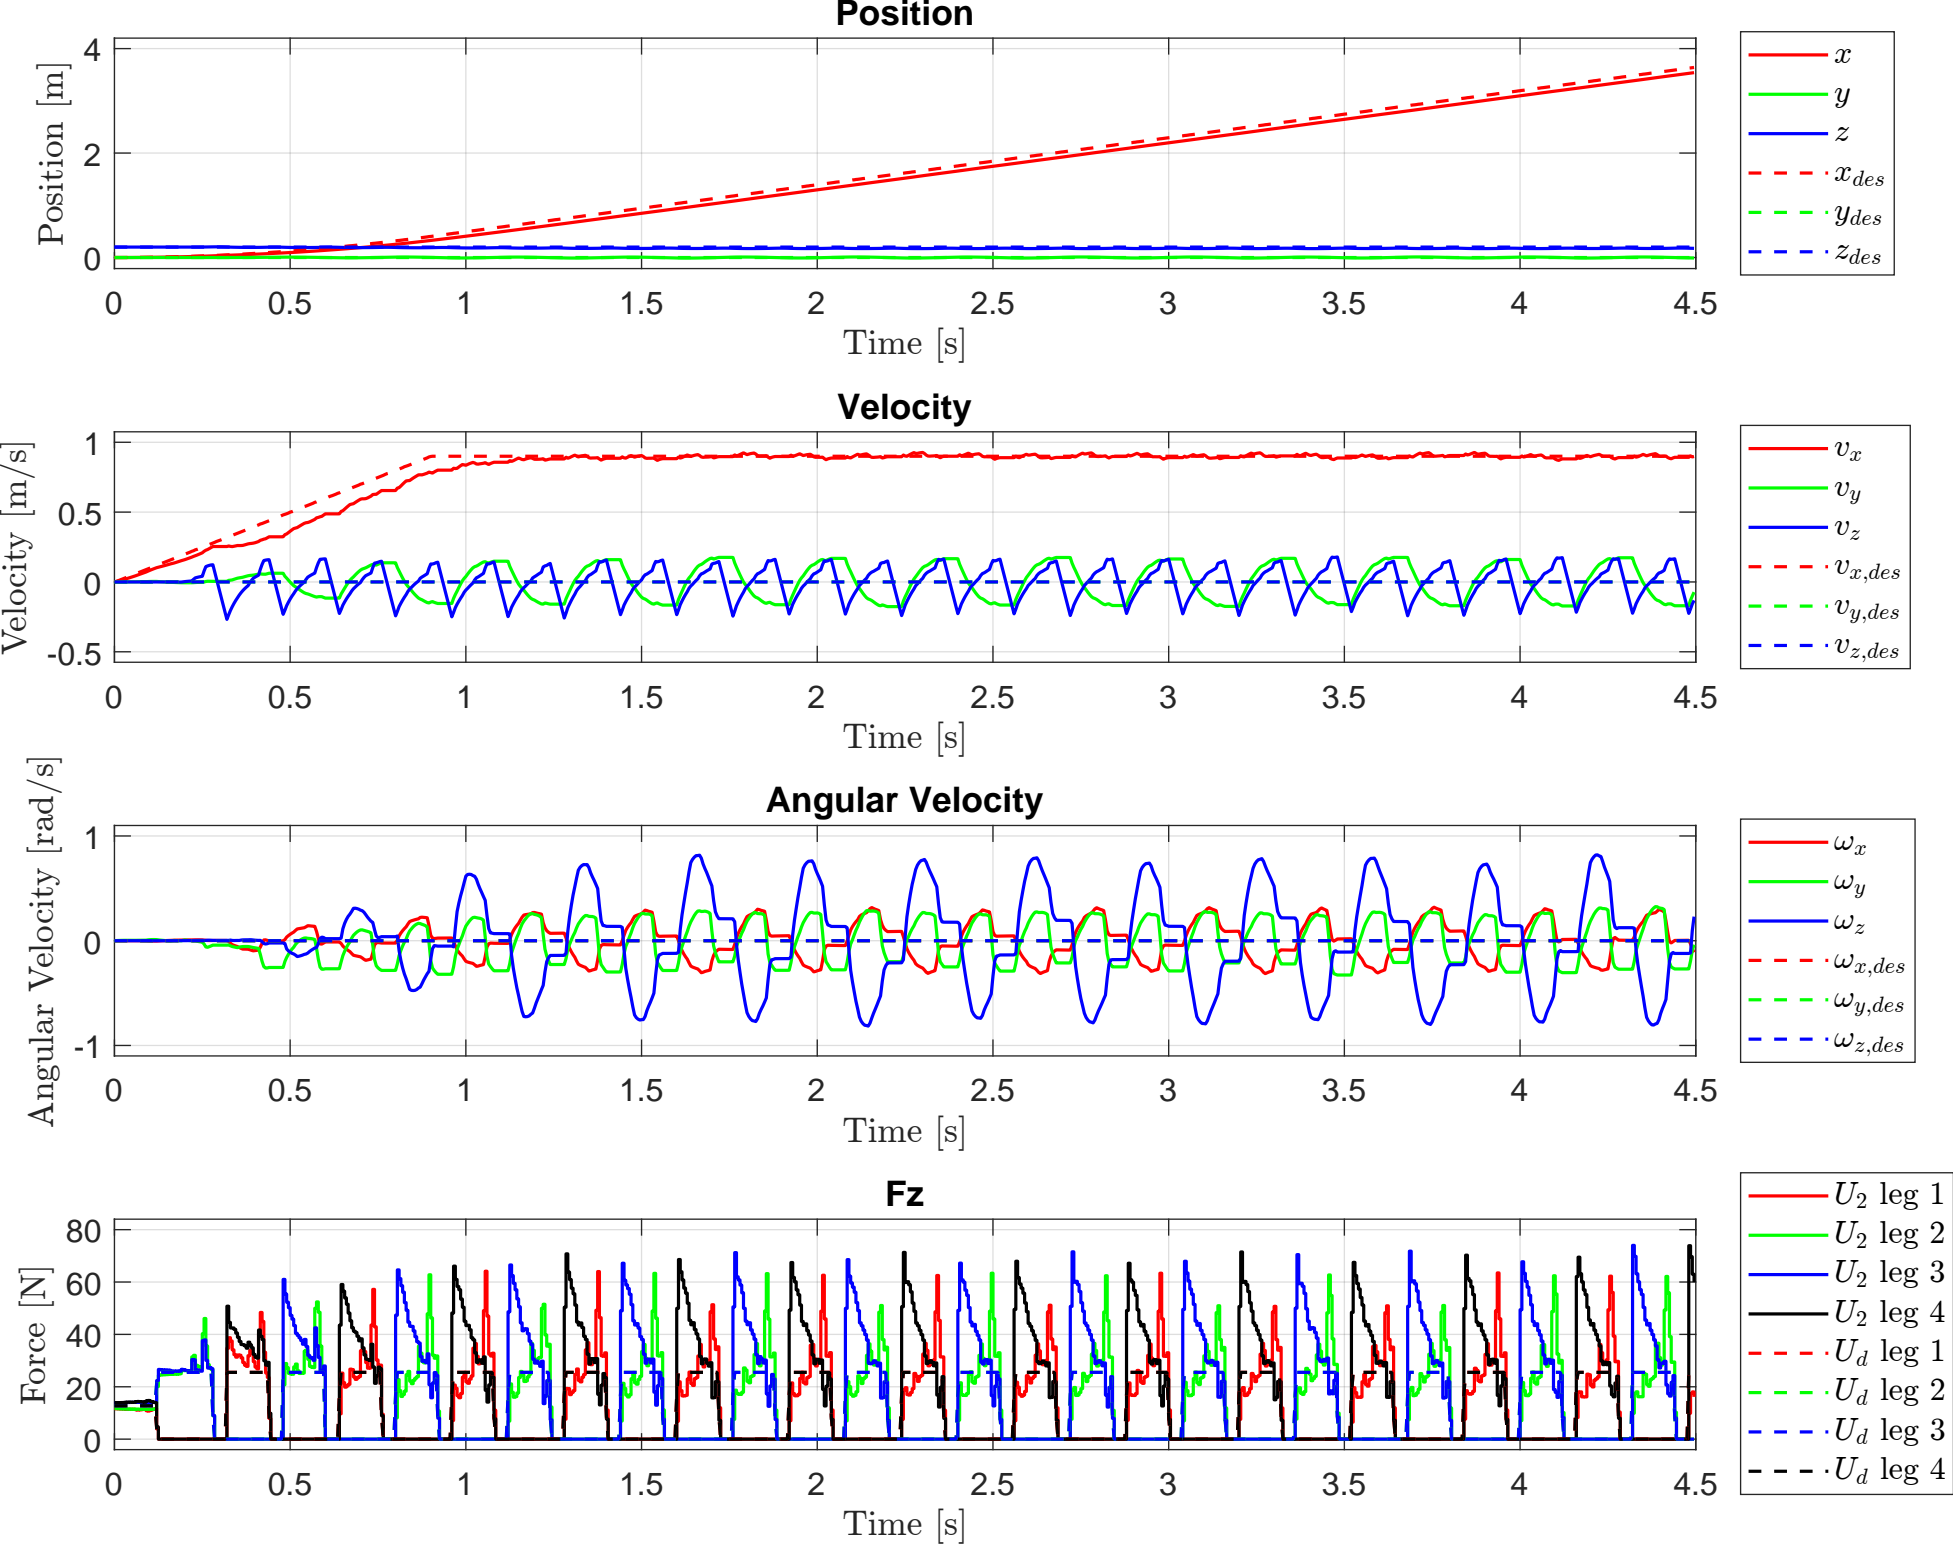 Position
Position [m]
4
2
0
0 0.5 1 1.5 2 2.5 3 3.5 4 4.5
Time [s]
x
y
z
x_des
y_des
z_des
Velocity
Velocity [m/s]
1
0.5
0
-0.5
0 0.5 1 1.5 2 2.5 3 3.5 4 4.5
Time [s]
v_x
v_y
v_z
v_x,des
v_y,des
v_z,des
Angular Velocity
Angular Velocity [rad/s]
1
0
-1
0 0.5 1 1.5 2 2.5 3 3.5 4 4.5
Time [s]
ω_x
ω_y
ω_z
ω_x,des
ω_y,des
ω_z,des
Fz
Force [N]
80
60
40
20
0
0 0.5 1 1.5 2 2.5 3 3.5 4 4.5
Time [s]
U_2 leg 1
U_2 leg 2
U_2 leg 3
U_2 leg 4
U_d leg 1
U_d leg 2
U_d leg 3
U_d leg 4